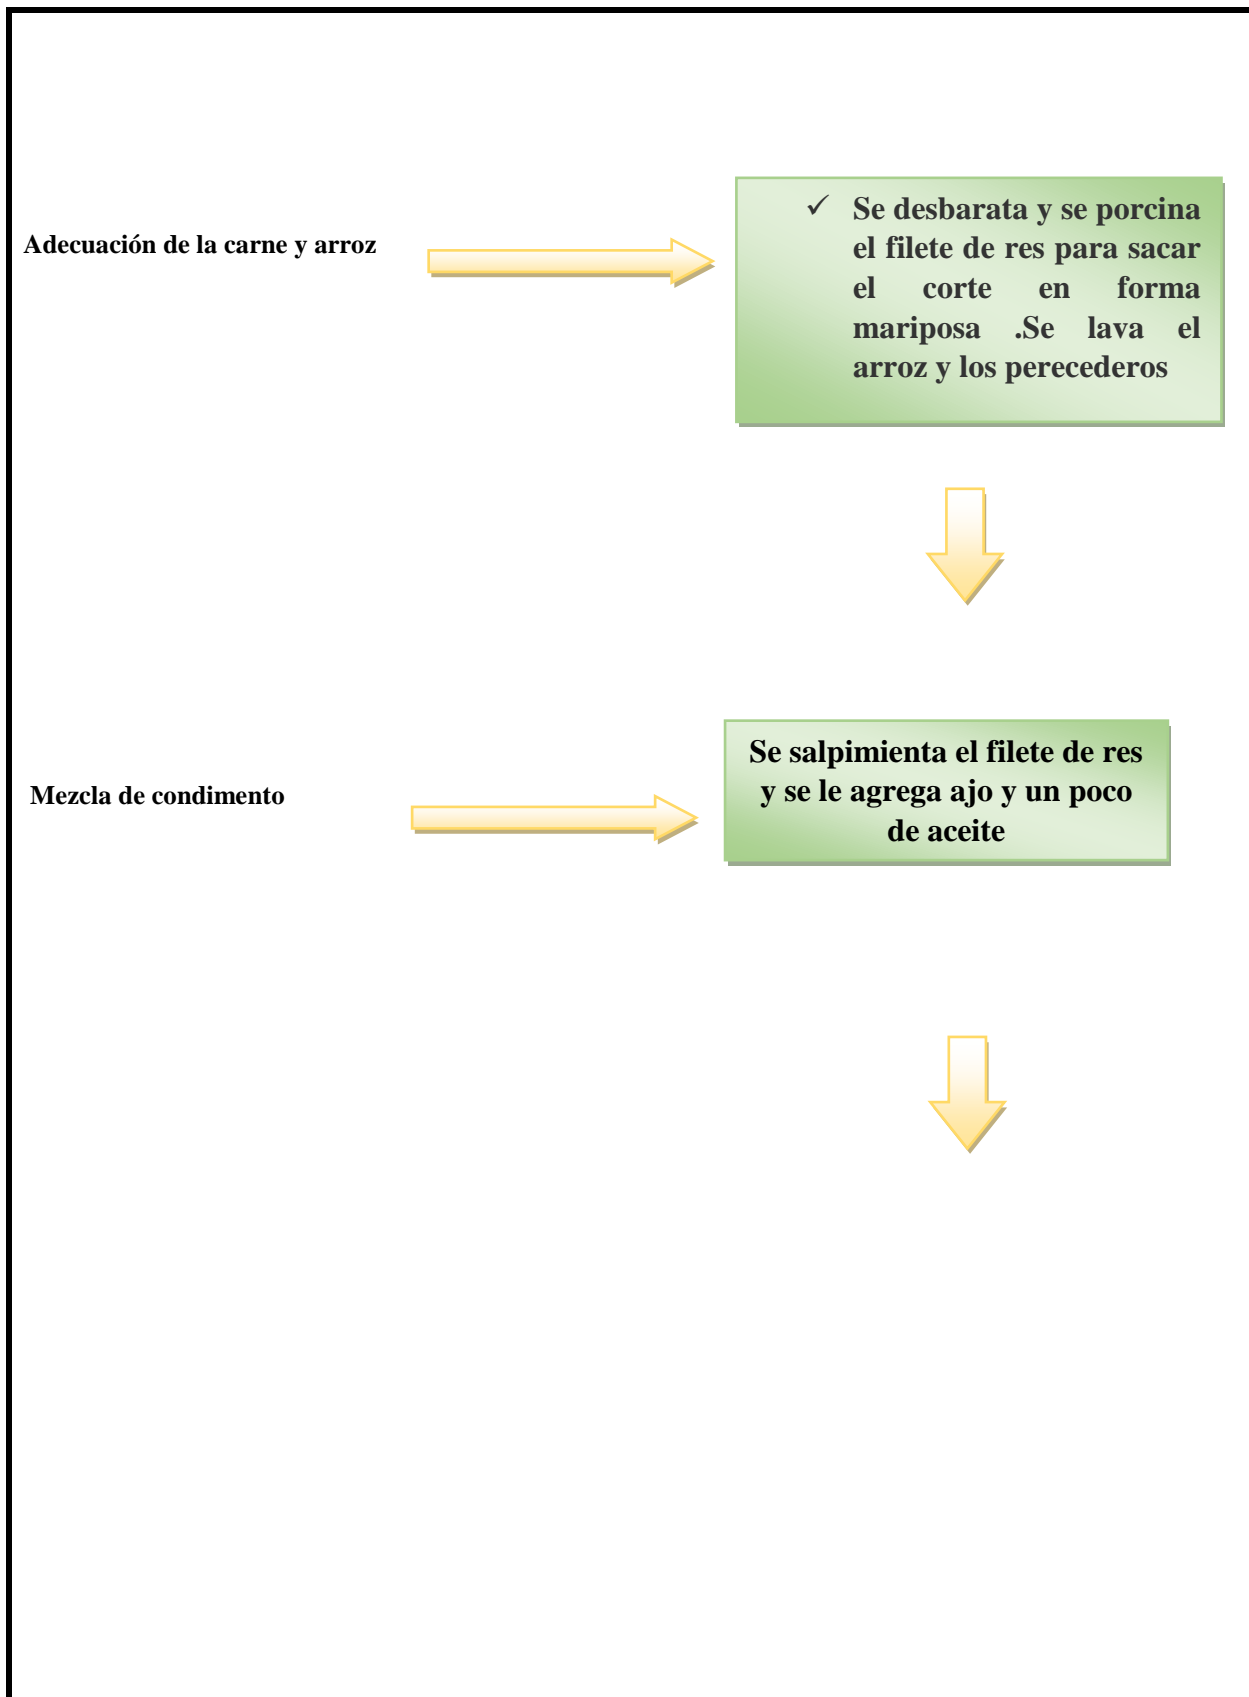 Adecuación de la carne y arroz
✓ Se desbarata y se porcina
el filete de res para sacar
el corte en forma
mariposa .Se lava el
arroz y los perecederos
Mezcla de condimento
Se salpimienta el filete de res
y se le agrega ajo y un poco
de aceite